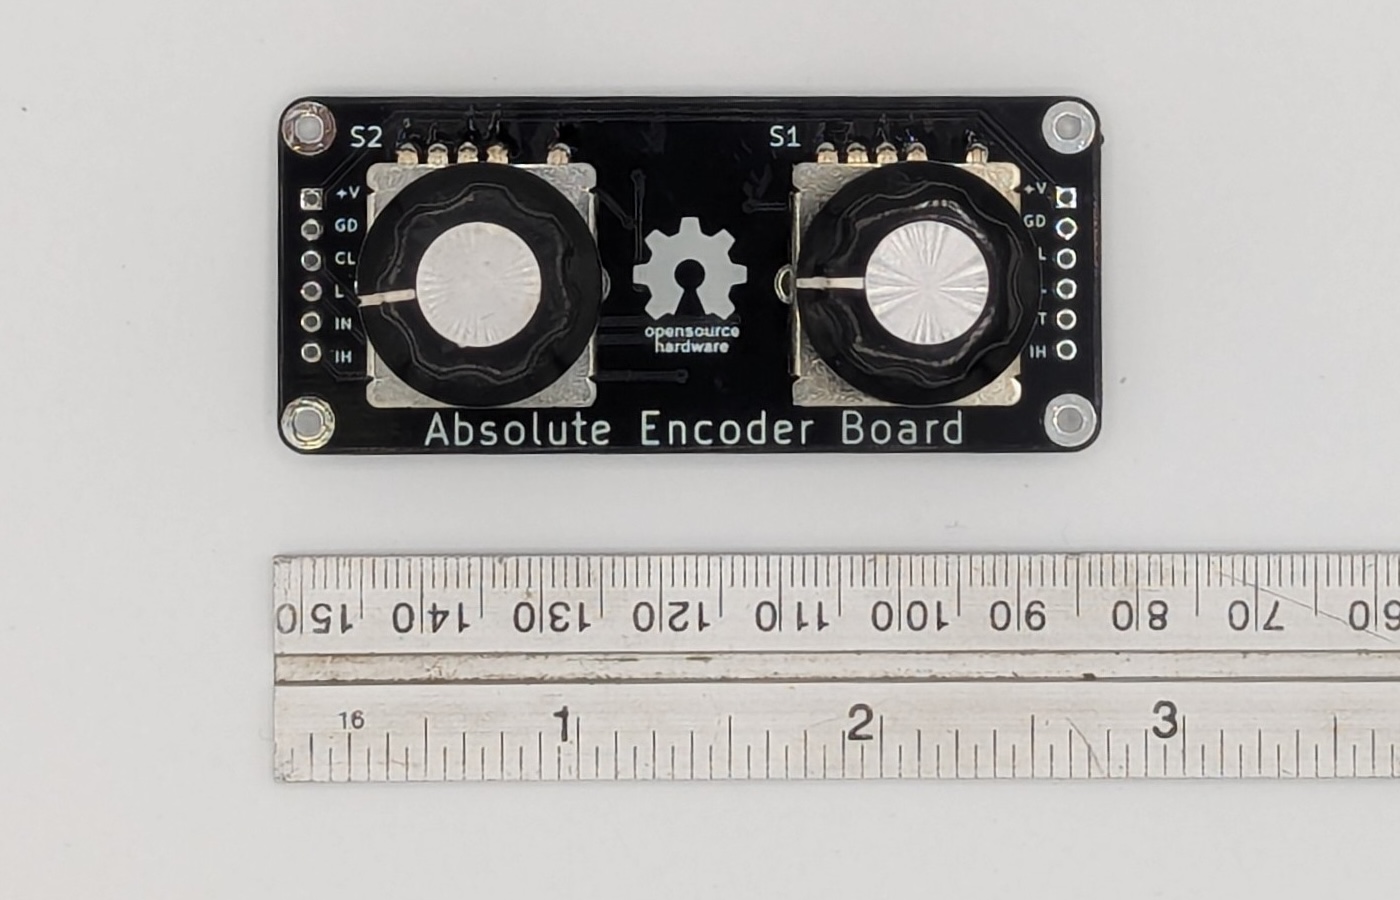 S2
S1
+V
GD
CL
L
IN
IH
+V
GD
L
T
IH
opensource
hardware
Absolute Encoder Board
150 140 130 120 110 100 90 80 70 60
16 1 2 3